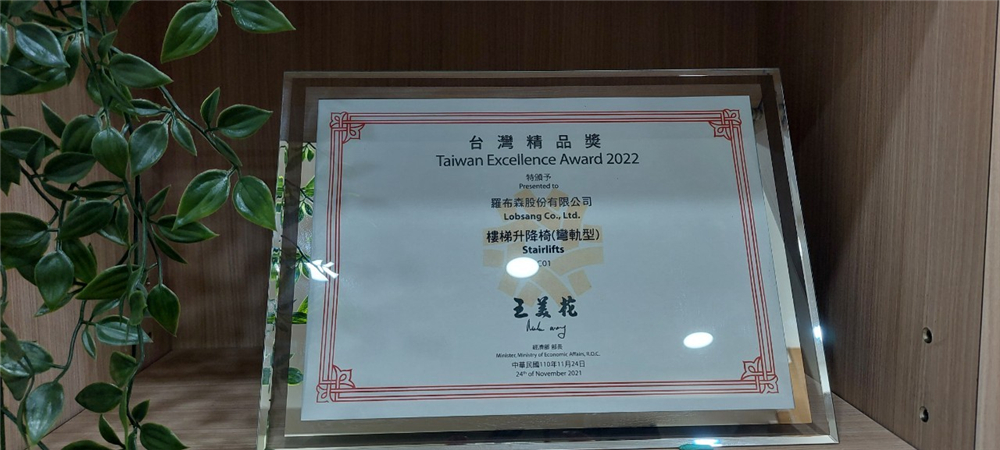 台灣精品獎
Taiwan Excellence Award 2022
特頒予
Presented to
羅布森股份有限公司
Lobsang Co., Ltd.
樓梯升降椅(彎軌型)
Stairlifts
C01
王美花
經濟部 部長
Minister, Ministry of Economic Affairs, R.O.C.
中華民國110年11月24日
24th of November 2021